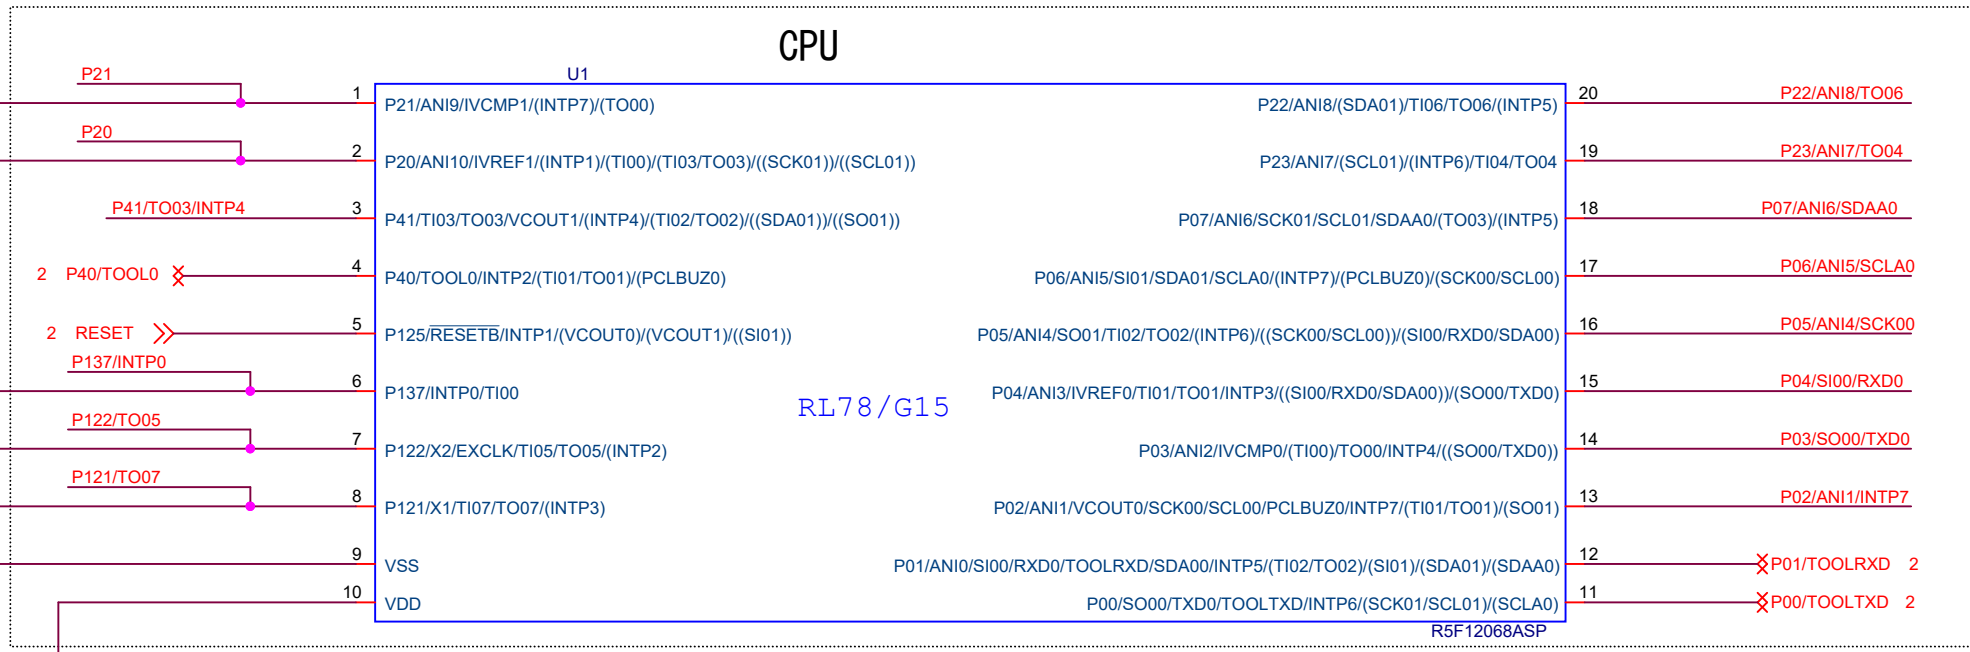 CPU
U1
P21
1
P21/ANI9/IVCMP1/(INTP7)/(TO00)
P20
2
P20/ANI10/IVREF1/(INTP1)/(TI00)/(TI03/TO03)/((SCK01))/((SCL01))
P41/TO03/INTP4
3
P41/TI03/TO03/VCOUT1/(INTP4)/(TI02/TO02)/((SDA01))/((SO01))
2 P40/TOOL0
4
P40/TOOL0/INTP2/(TI01/TO01)/(PCLBUZ0)
2 RESET
5
P125/RESETB/INTP1/(VCOUT0)/(VCOUT1)/((SI01))
P137/INTP0
6
P137/INTP0/TI00
P122/TO05
7
P122/X2/EXCLK/TI05/TO05/(INTP2)
P121/TO07
8
P121/X1/TI07/TO07/(INTP3)
9
VSS
10
VDD
RL78/G15
P22/ANI8/(SDA01)/TI06/TO06/(INTP5)
20
P22/ANI8/TO06
P23/ANI7/(SCL01)/(INTP6)/TI04/TO04
19
P23/ANI7/TO04
P07/ANI6/SCK01/SCL01/SDAA0/(TO03)/(INTP5)
18
P07/ANI6/SDAA0
P06/ANI5/SI01/SDA01/SCLA0/(INTP7)/(PCLBUZ0)/(SCK00/SCL00)
17
P06/ANI5/SCLA0
P05/ANI4/SO01/TI02/TO02/(INTP6)/((SCK00/SCL00))/(SI00/RXD0/SDA00)
16
P05/ANI4/SCK00
P04/ANI3/IVREF0/TI01/TO01/INTP3/((SI00/RXD0/SDA00))/(SO00/TXD0)
15
P04/SI00/RXD0
P03/ANI2/IVCMP0/(TI00)/TO00/INTP4/((SO00/TXD0))
14
P03/SO00/TXD0
P02/ANI1/VCOUT0/SCK00/SCL00/PCLBUZ0/INTP7/(TI01/TO01)/(SO01)
13
P02/ANI1/INTP7
P01/ANI0/SI00/RXD0/TOOLRXD/SDA00/INTP5/(TI02/TO02)/(SI01)/(SDA01)/(SDAA0)
12
P01/TOOLRXD 2
P00/SO00/TXD0/TOOLTXD/INTP6/(SCK01/SCL01)/(SCLA0)
11
P00/TOOLTXD 2
R5F12068ASP